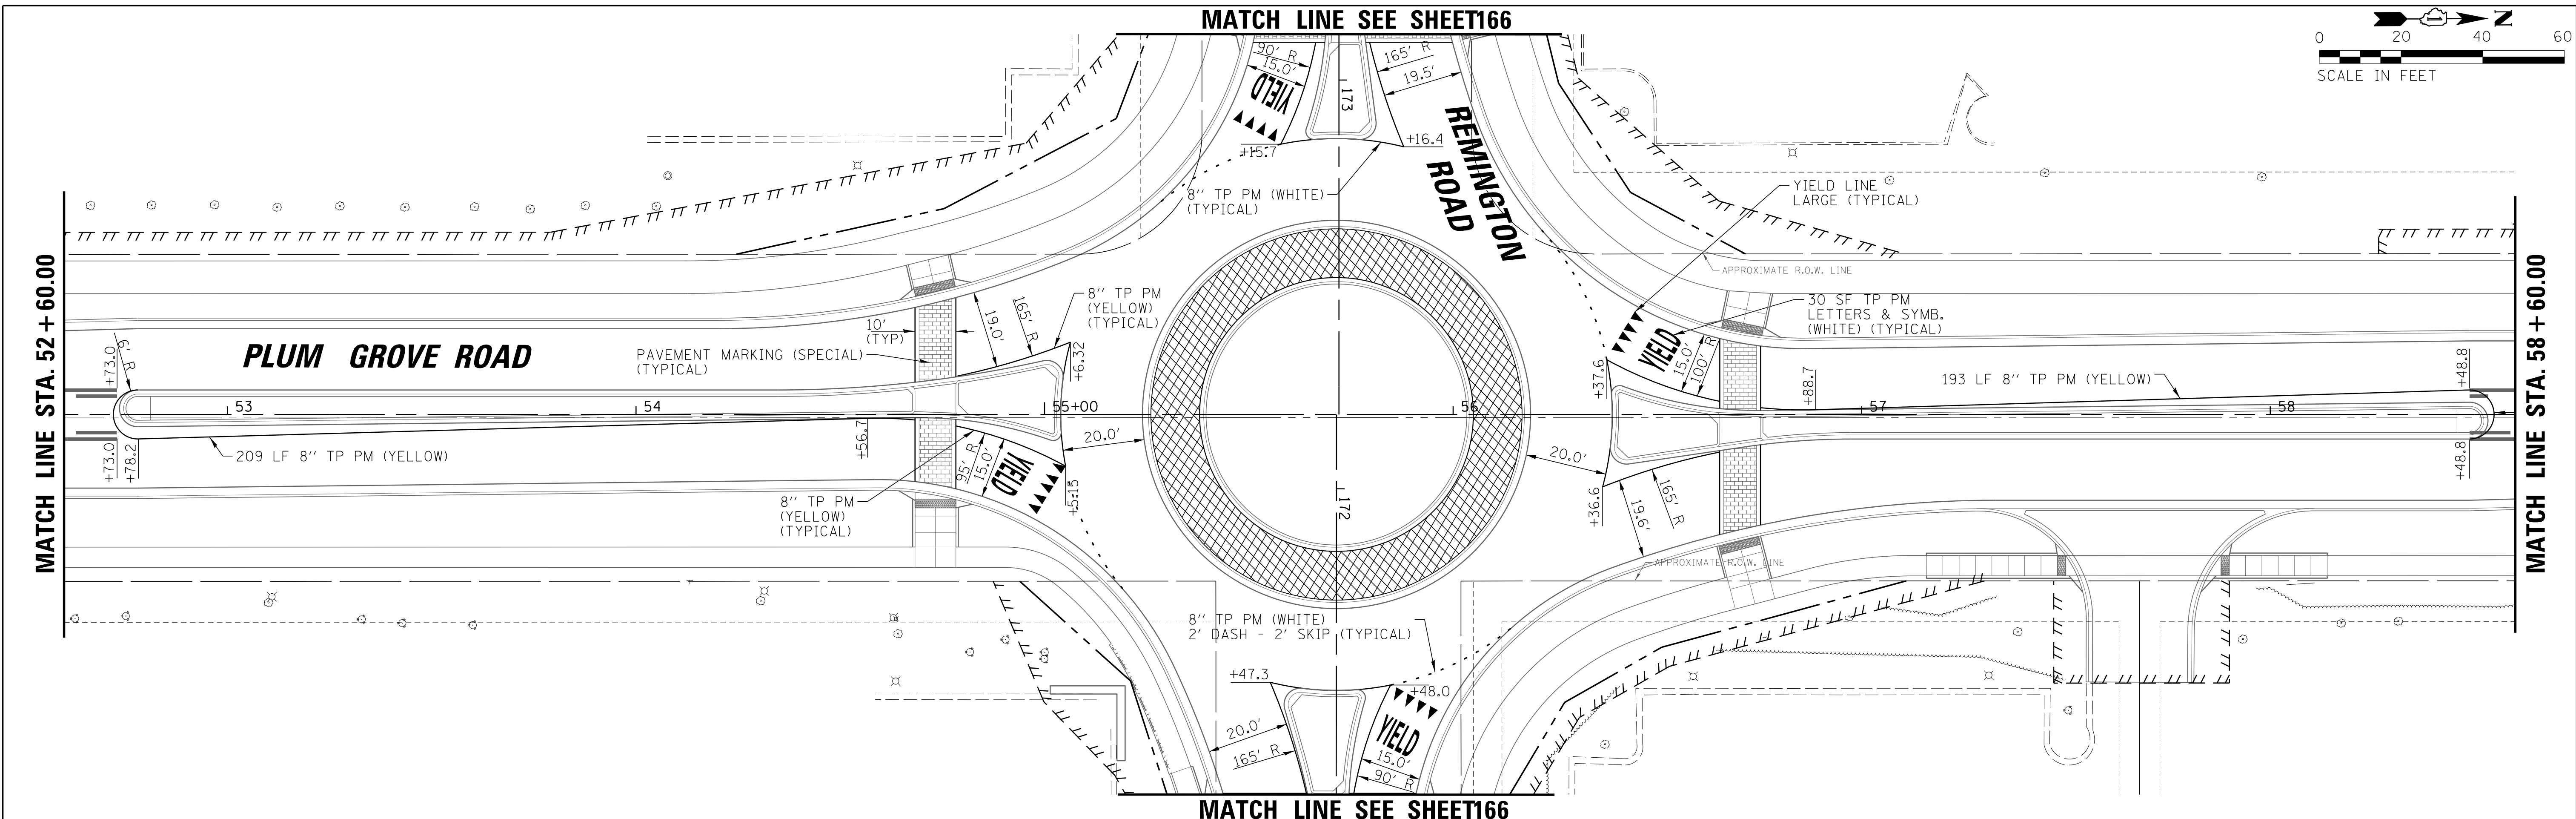 MATCH LINE SEE SHEET166
N
0 20 40 60
SCALE IN FEET
90' R
15.0'
YIELD
173
165' R
19.5'
+15.7
+16.4
REMINGTON
ROAD
8" TP PM (WHITE)
(TYPICAL)
YIELD LINE
LARGE (TYPICAL)
APPROXIMATE R.O.W. LINE
MATCH LINE STA. 52 + 60.00
PLUM GROVE ROAD
+73.0
6' R
10'
(TYP)
PAVEMENT MARKING (SPECIAL)
(TYPICAL)
19.0'
165' R
8" TP PM
(YELLOW)
(TYPICAL)
+6.32
30 SF TP PM
LETTERS & SYMB.
(WHITE) (TYPICAL)
YIELD
15.0'
100' R
+37.6
+88.7
193 LF 8" TP PM (YELLOW)
+48.8
MATCH LINE STA. 58 + 60.00
53
54
55+00
56
57
58
+73.0
+78.2
209 LF 8" TP PM (YELLOW)
+56.7
95' R
15.0'
YIELD
20.0'
+5.15
8" TP PM
(YELLOW)
(TYPICAL)
172
20.0'
+36.6
19.6'
165' R
+48.8
APPROXIMATE R.O.W. LINE
8" TP PM (WHITE)
2' DASH - 2' SKIP (TYPICAL)
+47.3
+48.0
20.0'
165' R
YIELD
15.0'
90' R
MATCH LINE SEE SHEET166